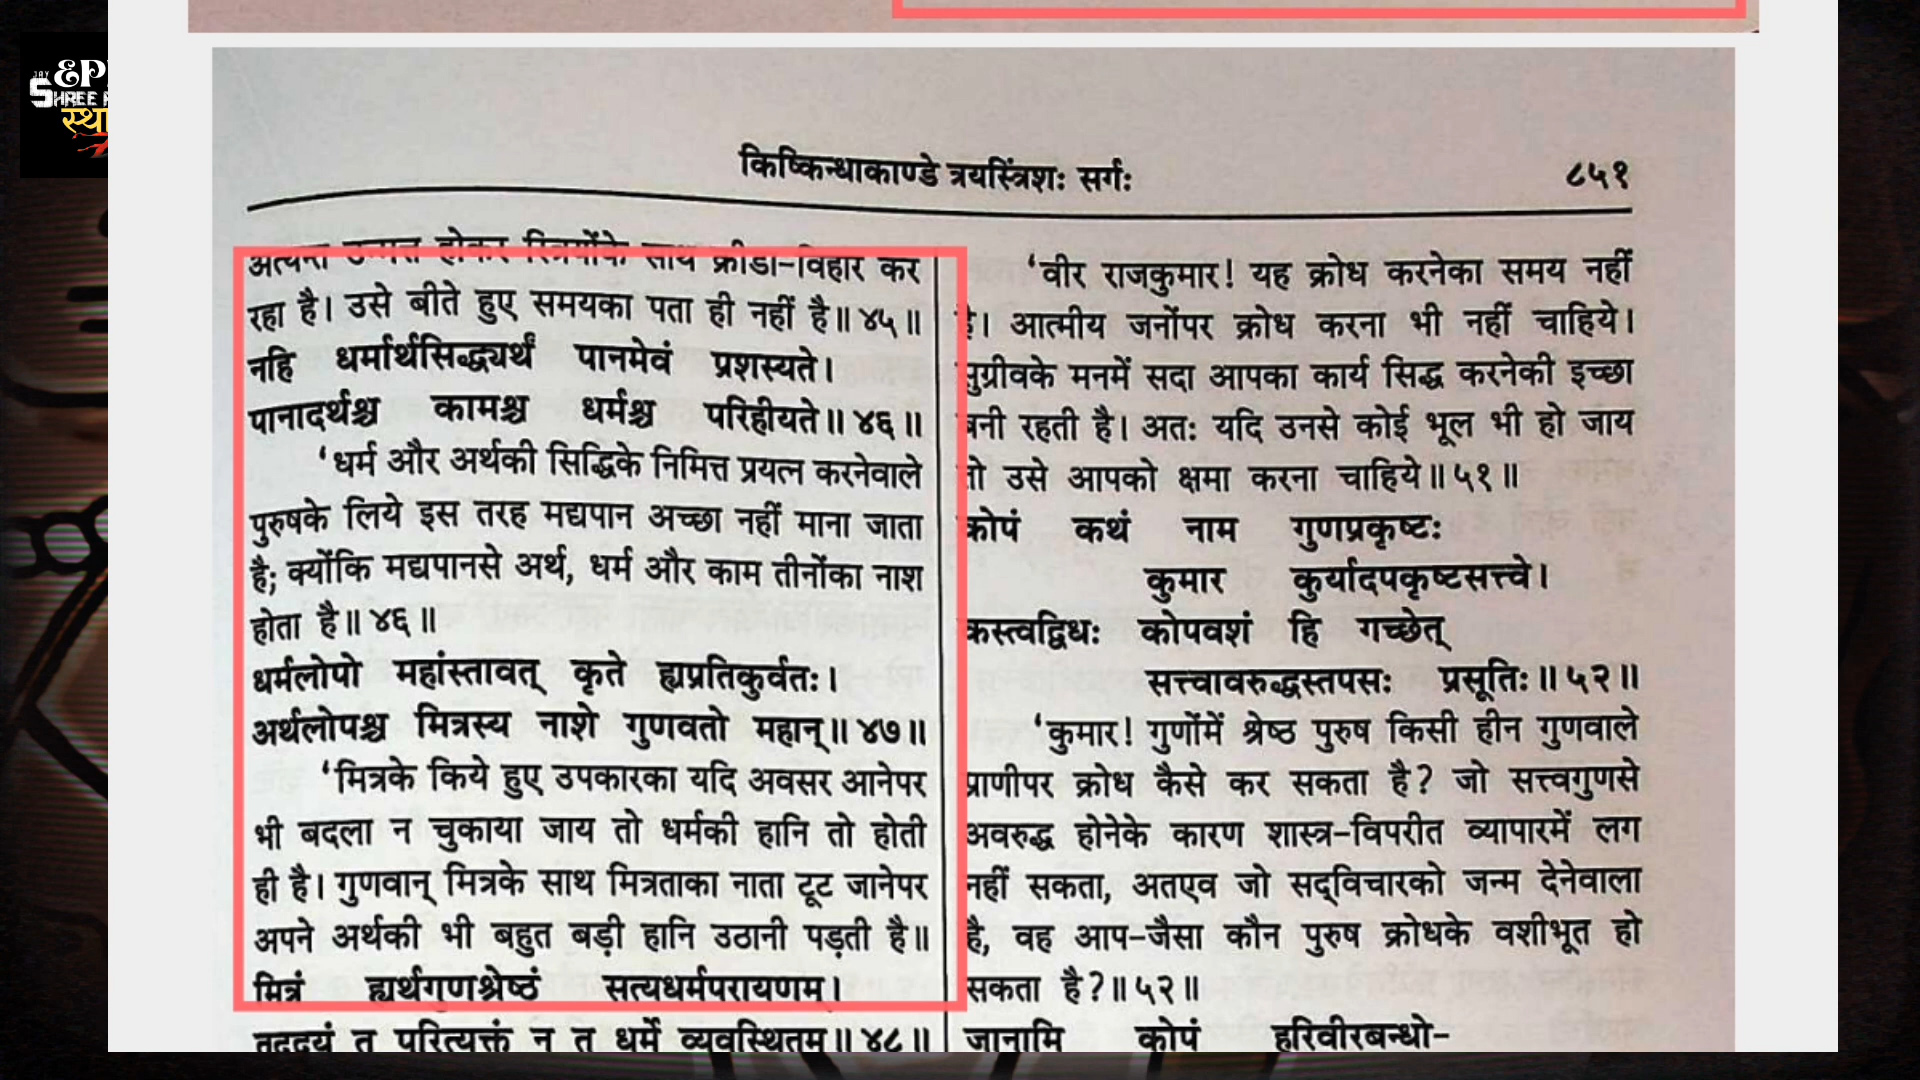 JAY
SHREE
स्था
किष्किन्धाकाण्डे त्रयस्त्रिंशः सर्गः
८५१
अत्यन्त उन्मत्त होकर स्त्रियोंके साथ क्रीडा-विहार कर
रहा है। उसे बीते हुए समयका पता ही नहीं है॥ ४५॥
नहि धर्मार्थसिद्ध्यर्थं पानमेवं प्रशस्यते।
पानादर्थश्च कामश्च धर्मश्च परिहीयते॥ ४६॥
‘धर्म और अर्थकी सिद्धिके निमित्त प्रयत्न करनेवाले
पुरुषके लिये इस तरह मद्यपान अच्छा नहीं माना जाता
है; क्योंकि मद्यपानसे अर्थ, धर्म और काम तीनोंका नाश
होता है॥ ४६॥
धर्मलोपो महांस्तावत् कृते ह्यप्रतिकुर्वतः।
अर्थलोपश्च मित्रस्य नाशे गुणवतो महान्॥ ४७॥
‘मित्रके किये हुए उपकारका यदि अवसर आनेपर
भी बदला न चुकाया जाय तो धर्मकी हानि तो होती
ही है। गुणवान् मित्रके साथ मित्रताका नाता टूट जानेपर
अपने अर्थकी भी बहुत बड़ी हानि उठानी पड़ती है॥
मित्रं ह्यर्थगुणश्रेष्ठं सत्यधर्मपरायणम्।
तद्द्वयं तु परित्यक्तं न तु धर्मे व्यवस्थितम्॥ ४८॥
‘वीर राजकुमार! यह क्रोध करनेका समय नहीं
है। आत्मीय जनोंपर क्रोध करना भी नहीं चाहिये।
सुग्रीवके मनमें सदा आपका कार्य सिद्ध करनेकी इच्छा
बनी रहती है। अतः यदि उनसे कोई भूल भी हो जाय
तो उसे आपको क्षमा करना चाहिये॥ ५१॥
कोपं कथं नाम गुणप्रकृष्टः
कुमार कुर्यादपकृष्टसत्त्वे।
कस्त्वद्विधः कोपवशं हि गच्छेत्
सत्त्वावरुद्धस्तपसः प्रसूतिः॥ ५२॥
‘कुमार! गुणोंमें श्रेष्ठ पुरुष किसी हीन गुणवाले
प्राणीपर क्रोध कैसे कर सकता है? जो सत्त्वगुणसे
अवरुद्ध होनेके कारण शास्त्र-विपरीत व्यापारमें लग
नहीं सकता, अतएव जो सद्‌विचारको जन्म देनेवाला
है, वह आप-जैसा कौन पुरुष क्रोधके वशीभूत हो
सकता है?॥ ५२॥
जानामि कोपं हरिवीरबन्धो-